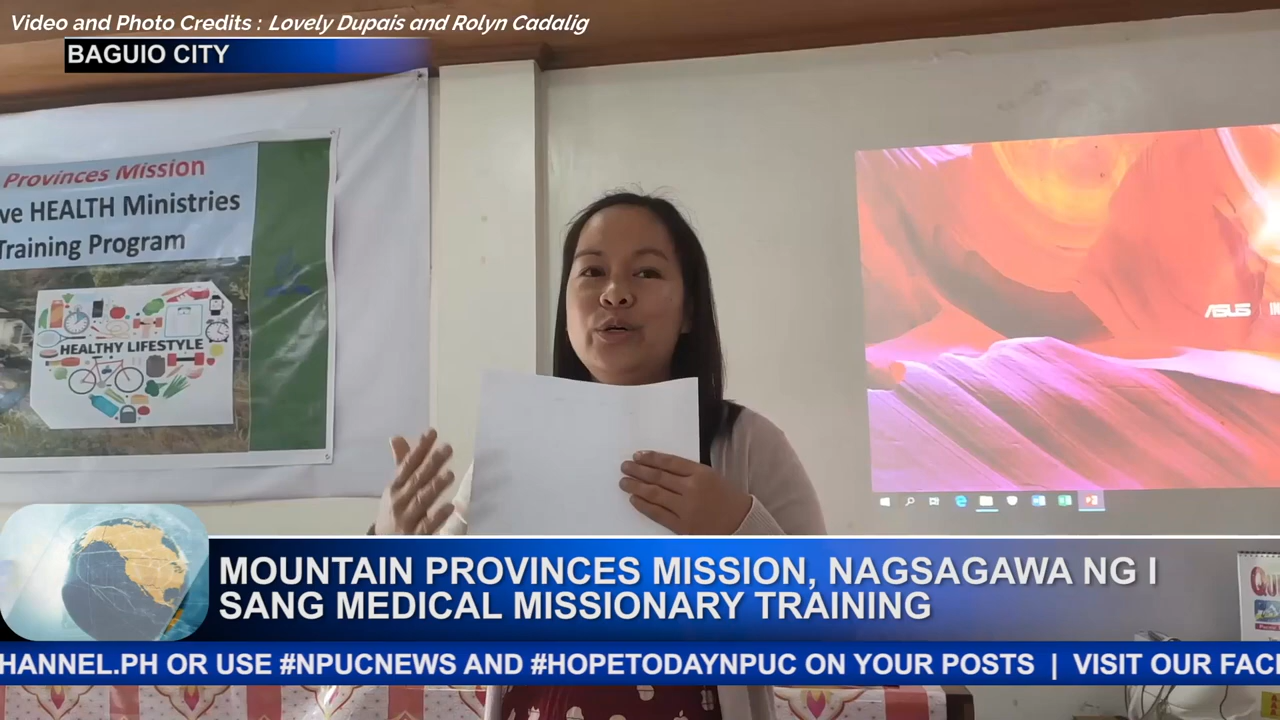 Video and Photo Credits : Lovely Dupais and Rolyn Cadalig
BAGUIO CITY
Provinces Mission
ve HEALTH Ministries
Training Program
HEALTHY LIFESTYLE
ASUS
MOUNTAIN PROVINCES MISSION, NAGSAGAWA NG I
SANG MEDICAL MISSIONARY TRAINING
HANNEL.PH OR USE #NPUCNEWS AND #HOPETODAYNPUC ON YOUR POSTS | VISIT OUR FAC